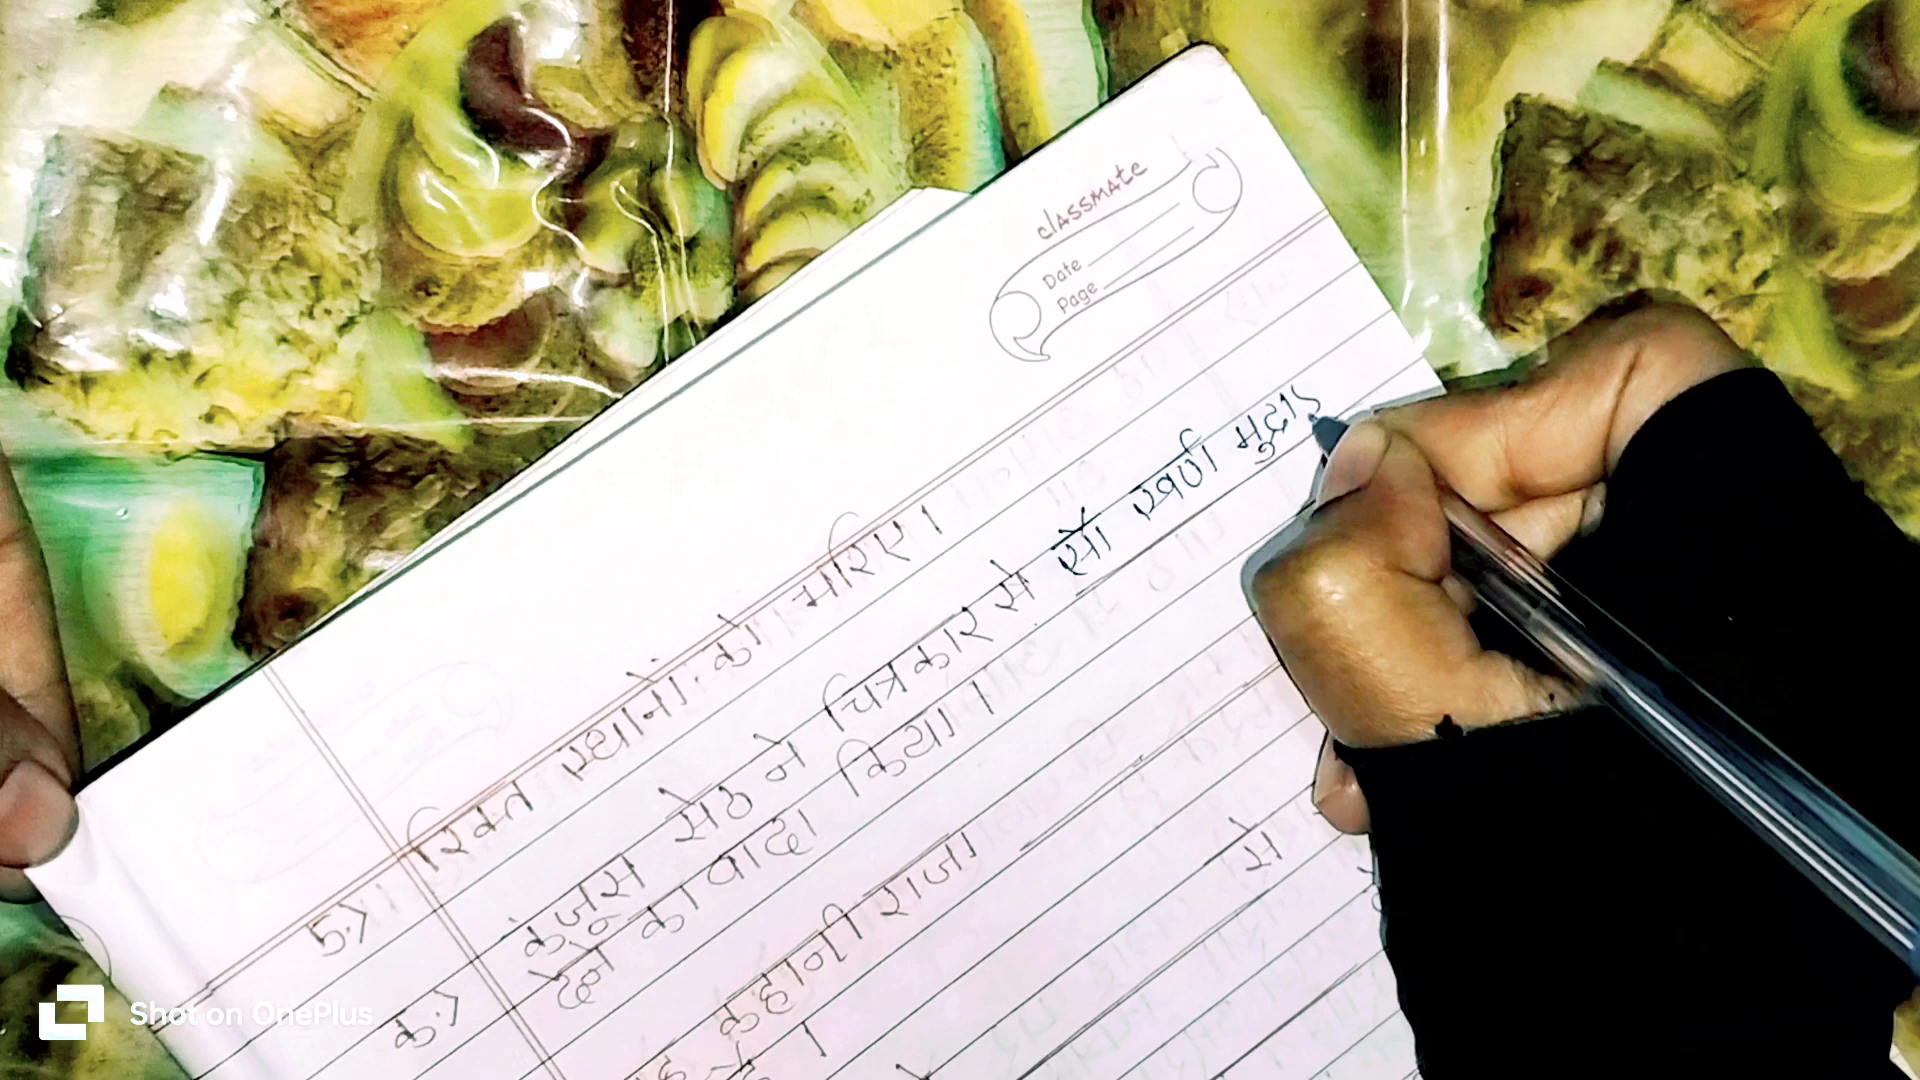 classmate
Date
Page
5.> रिक्त स्थानों को भरिए।
क.> कंजूस सेठ ने चित्रकार से सौ स्वर्ण मुद्राए
देने का वादा किया।
कहानी राजा
से
है।
Shot on OnePlus